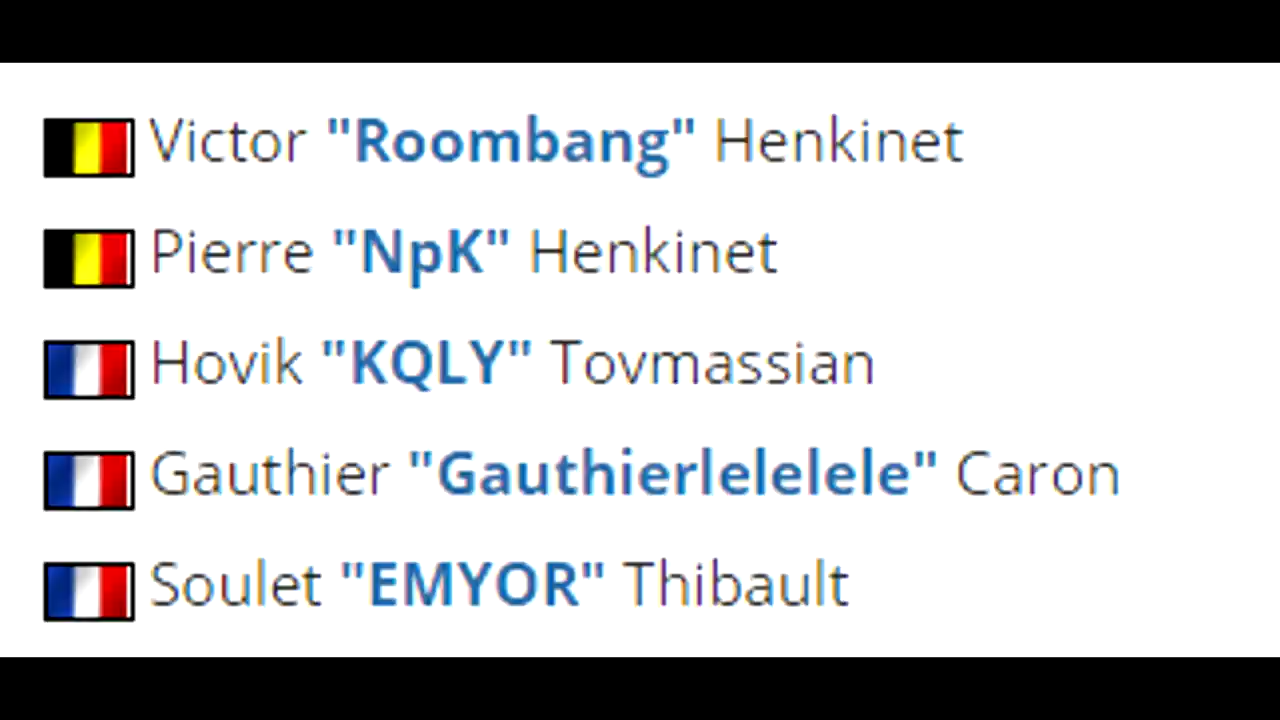 Victor "Roombang" Henkinet
Pierre "NpK" Henkinet
Hovik "KQLY" Tovmassian
Gauthier "Gauthierlelelele" Caron
Soulet "EMYOR" Thibault